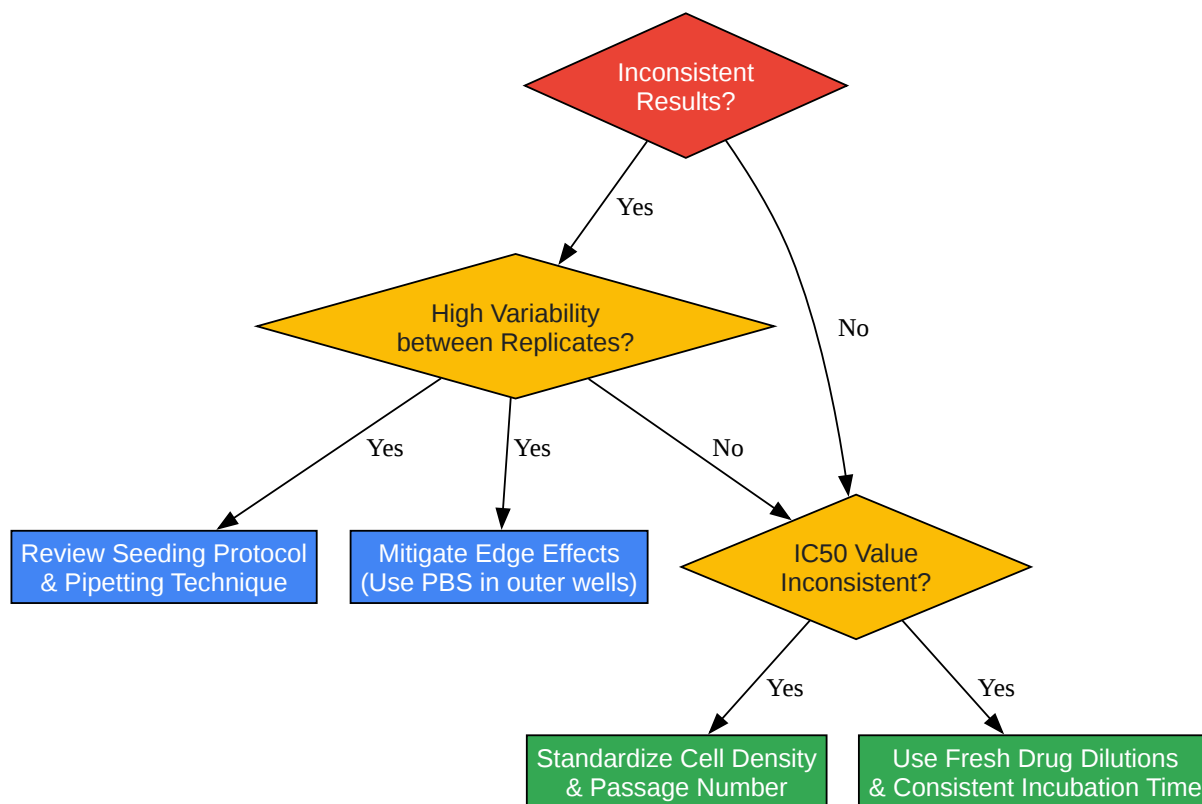 Inconsistent
Results?
Yes
No
High Variability
between Replicates?
Yes
Yes
No
Review Seeding Protocol
& Pipetting Technique
Mitigate Edge Effects
(Use PBS in outer wells)
IC50 Value
Inconsistent?
Yes
Yes
Standardize Cell Density
& Passage Number
Use Fresh Drug Dilutions
& Consistent Incubation Time